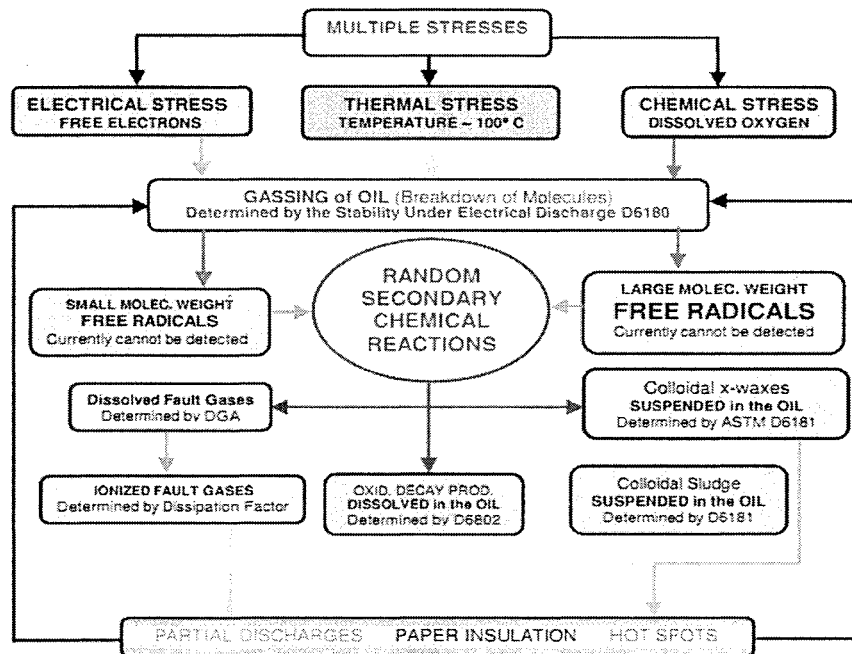 MULTIPLE STRESSES
ELECTRICAL STRESS
FREE ELECTRONS
THERMAL STRESS
TEMPERATURE ~ 100° C
CHEMICAL STRESS
DISSOLVED OXYGEN
GASSING of OIL (Breakdown of Molecules)
Determined by the Stability Under Electrical Discharge D6180
SMALL MOLEC. WEIGHT
FREE RADICALS
Currently cannot be detected
RANDOM
SECONDARY
CHEMICAL
REACTIONS
LARGE MOLEC. WEIGHT
FREE RADICALS
Currently cannot be detected
Dissolved Fault Gases
Determined by DGA
Colloidal x-waxes
SUSPENDED in the OIL
Determined by ASTM D6181
IONIZED FAULT GASES
Determined by Dissipation Factor
OXID. DECAY PROD.
DISSOLVED in the OIL
Determined by D6802
Colloidal Sludge
SUSPENDED in the OIL
Determined by D6181
PARTIAL DISCHARGES PAPER INSULATION HOT SPOTS